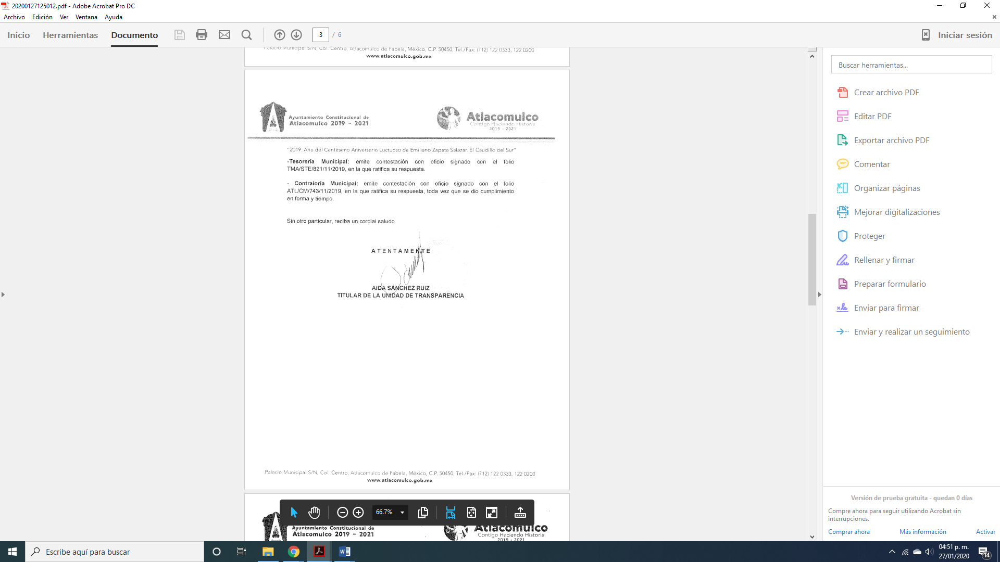 20200127125012.pdf - Adobe Acrobat Pro DC
Archivo Edición Ver Ventana Ayuda
Inicio Herramientas Documento 3 / 6 Iniciar sesión
Palacio Municipal S/N, Col. Centro, Atlacomulco de Fabela, México, C.P. 50450, Tel./Fax: (712) 122 0333, 122 0200
www.atlacomulco.gob.mx
Ayuntamiento Constitucional de
Atlacomulco 2019 - 2021
Atlacomulco
Contigo Haciendo Historia
2019 - 2021
"2019. Año del Centésimo Aniversario Luctuoso de Emiliano Zapata Salazar. El Caudillo del Sur"
-Tesorería Municipal: emite contestación con oficio signado con el folio
TMA/STE/821/11/2019, en la que ratifica su respuesta.
- Contraloría Municipal: emite contestación con oficio signado con el folio
ATL/CM/743/11/2019, en la que ratifica su respuesta, toda vez que se dio cumplimiento
en forma y tiempo.
Sin otro particular, reciba un cordial saludo.
A T E N T A M E N T E
AIDA SÁNCHEZ RUIZ
TITULAR DE LA UNIDAD DE TRANSPARENCIA
Palacio Municipal S/N, Col. Centro, Atlacomulco de Fabela, México, C.P. 50450, Tel./Fax: (712) 122 0333, 122 0200
www.atlacomulco.gob.mx
66.7%
Ayuntamiento Constitucional de
Atlacomulco 2019 - 2021
Atlacomulco
Contigo Haciendo Historia
2019 - 2021
Buscar herramientas...
Crear archivo PDF
Editar PDF
Exportar archivo PDF
Comentar
Organizar páginas
Mejorar digitalizaciones
Proteger
Rellenar y firmar
Preparar formulario
Enviar para firmar
Enviar y realizar un seguimiento
Versión de prueba gratuita - quedan 0 días
Compre ahora para seguir utilizando Acrobat sin
interrupciones.
Comprar ahora Más información Activar
Escribe aquí para buscar
04:51 p. m.
27/01/2020
14